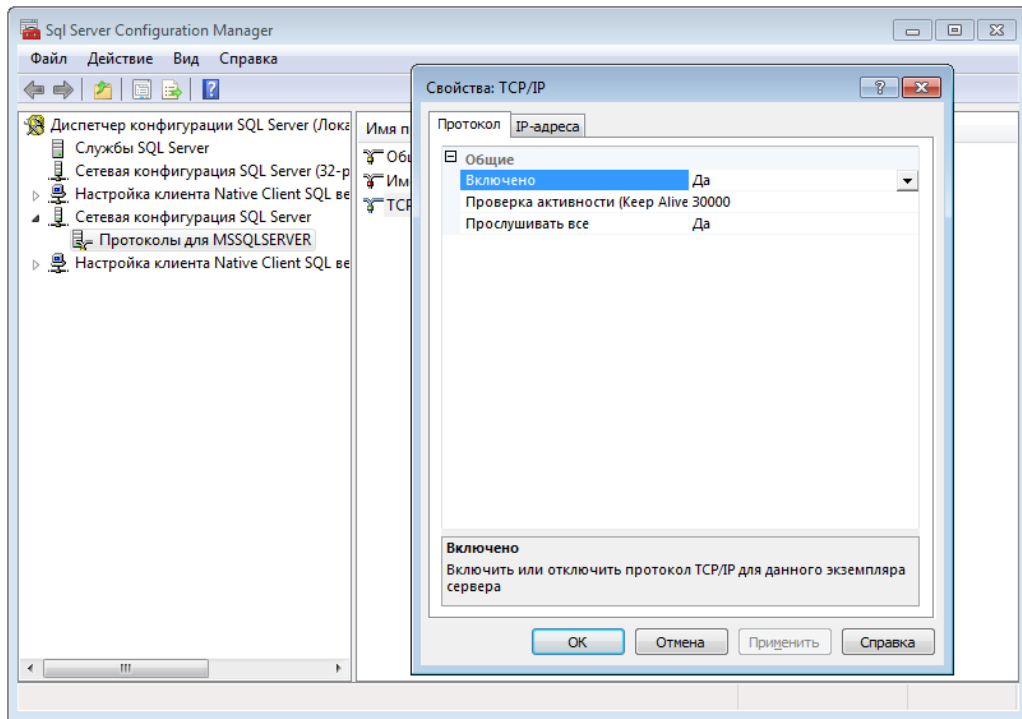 Sql Server Configuration Manager
Файл Действие Вид Справка
Диспетчер конфигурации SQL Server (Лока
Службы SQL Server
Сетевая конфигурация SQL Server (32-р
Настройка клиента Native Client SQL ве
Сетевая конфигурация SQL Server
Протоколы для MSSQLSERVER
Настройка клиента Native Client SQL ве
Имя п
Общ
Им
TCP
Свойства: TCP/IP
Протокол IP-адреса
Общие
Включено Да
Проверка активности (Keep Alive 30000
Прослушивать все Да
Включено
Включить или отключить протокол TCP/IP для данного экземпляра
сервера
ОК Отмена Применить Справка